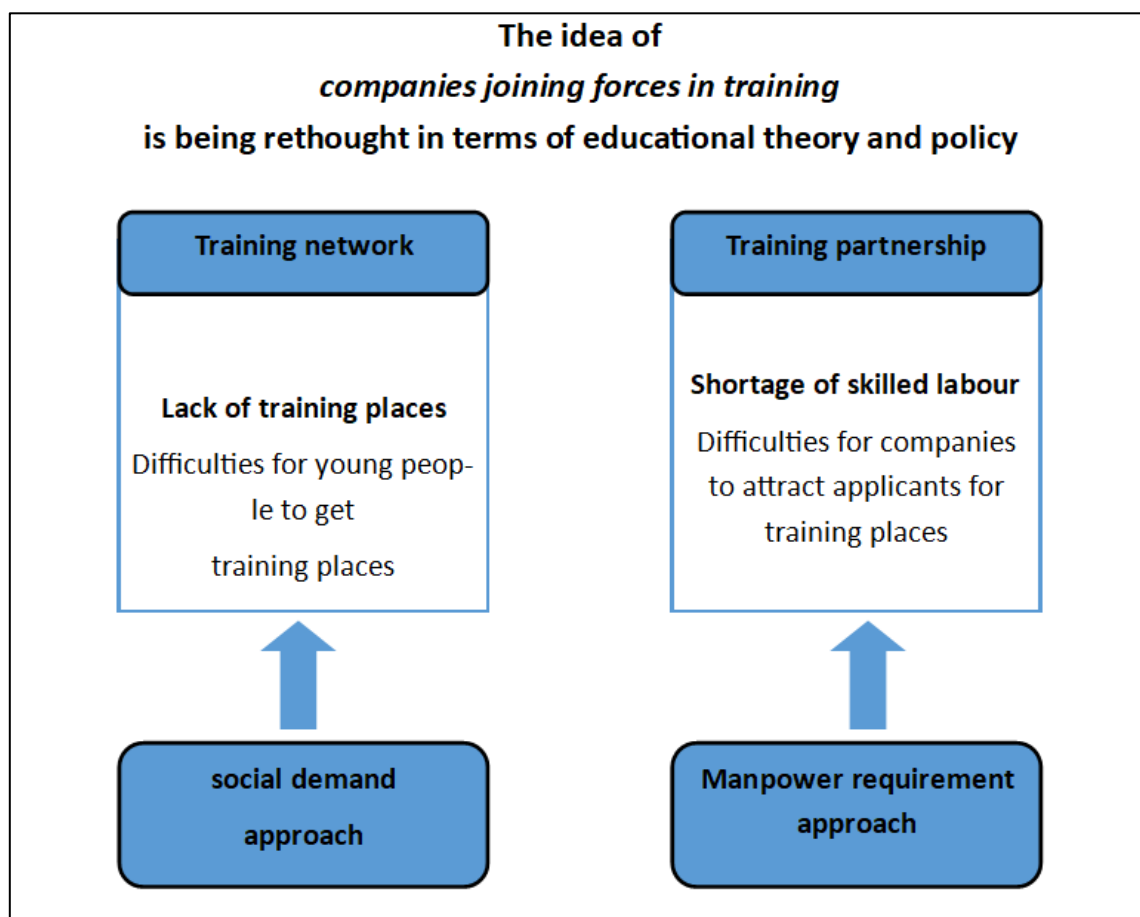 The idea of
companies joining forces in training
is being rethought in terms of educational theory and policy
Training network
Lack of training places
Difficulties for young peop-
le to get
training places
social demand
approach
Training partnership
Shortage of skilled labour
Difficulties for companies
to attract applicants for
training places
Manpower requirement
approach